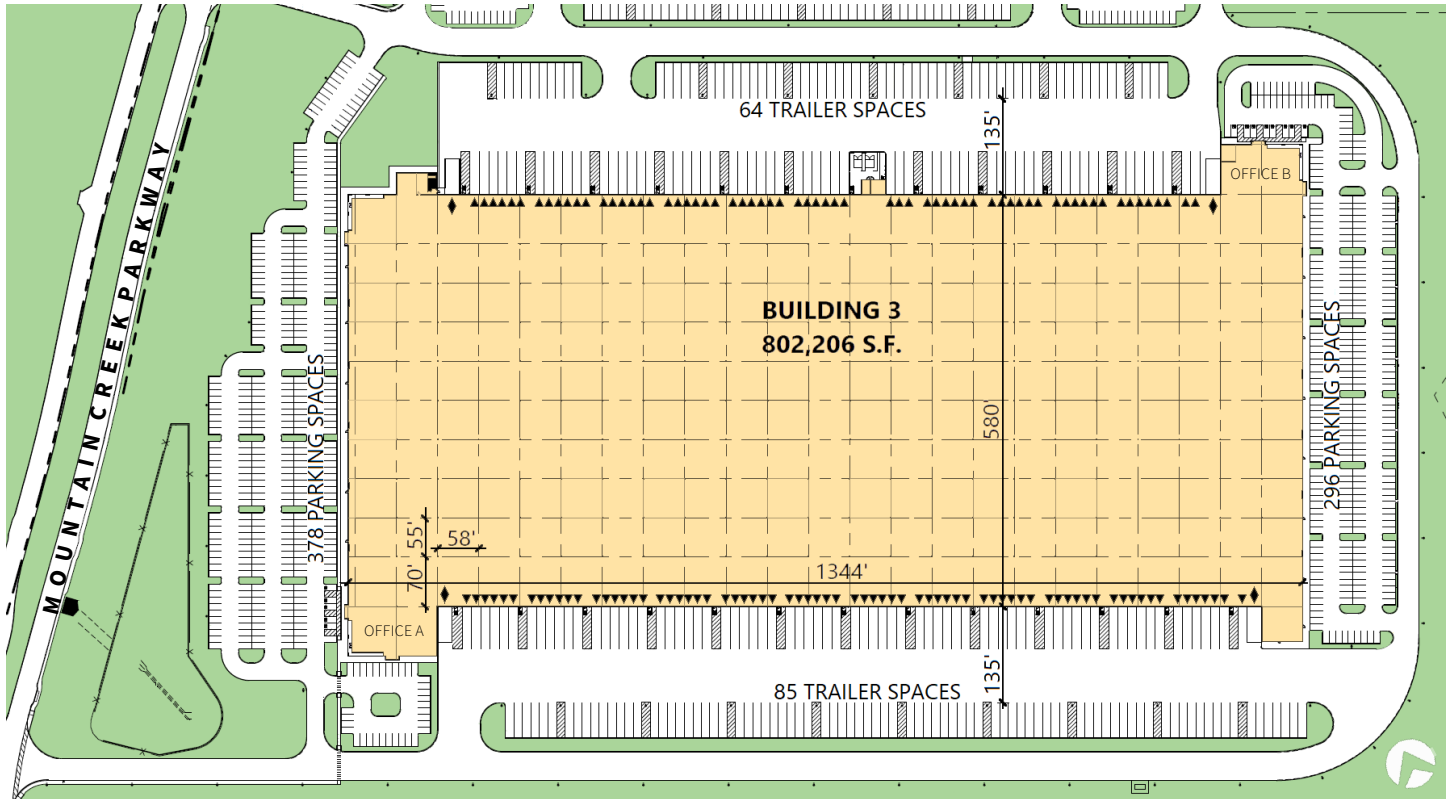 64 TRAILER SPACES
135'
OFFICE B
MOUNTAIN CREEK PARKWAY
BUILDING 3
802,206 S.F.
378 PARKING SPACES
296 PARKING SPACES
580'
55'
58'
70'
1344'
OFFICE A
135'
85 TRAILER SPACES